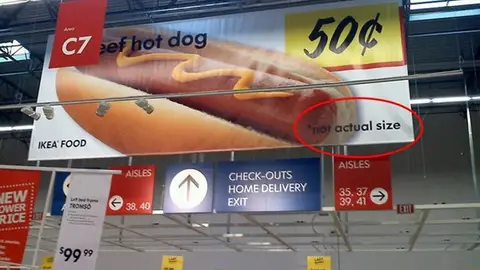 C7
eef hot dog
50¢
*not actual size
IKEA FOOD
AISLES
38, 40
CHECK-OUTS
HOME DELIVERY
EXIT
AISLES
35, 37
39, 41
EXIT
NEW
LOWER
PRICE
$99.99